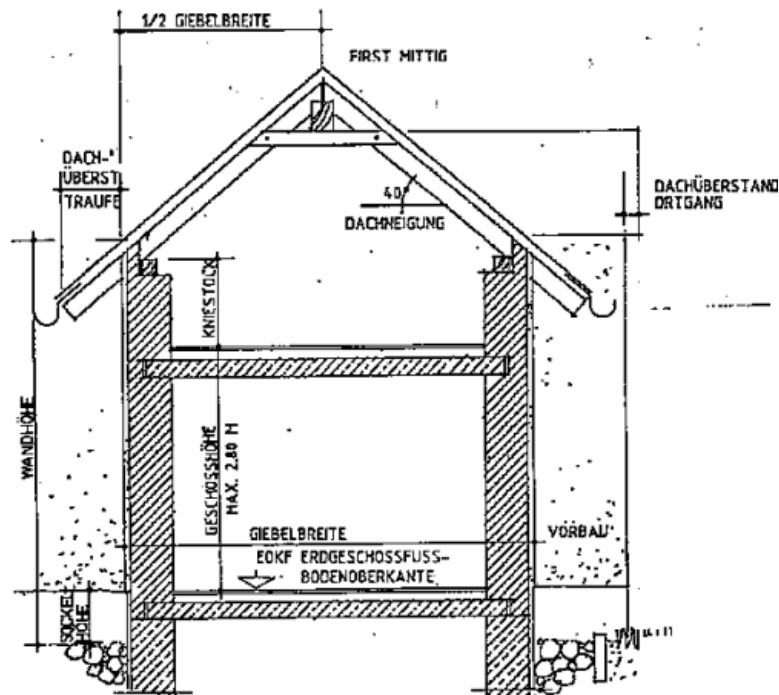 1/2 GIEBELBREITE
FIRST MITTIG
DACH-
ÜBERST
TRAUFE
40°
DACHNEIGUNG
DACHÜBERSTAND
ORTGANG
KNIESTOCK
WANDHÖHE
GESCHOSSHÖHE
MAX. 2.80 M
GIEBELBREITE
VORBAU
EOKF ERDGESCHOSSFUSS-
BODENOBERKANTE
SOCKEL-
HÖHE